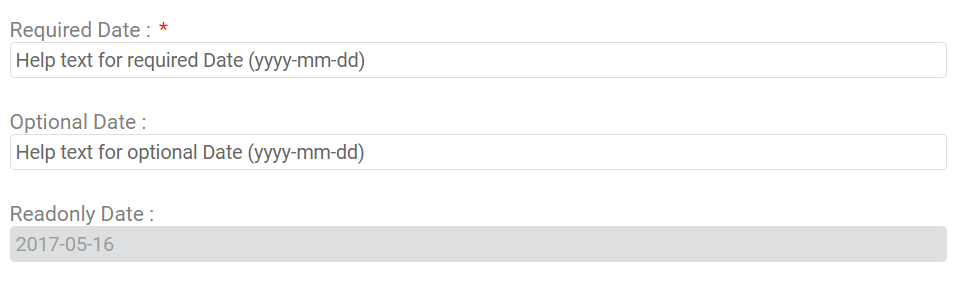 Required Date : *
Help text for required Date (yyyy-mm-dd)
Optional Date :
Help text for optional Date (yyyy-mm-dd)
Readonly Date :
2017-05-16